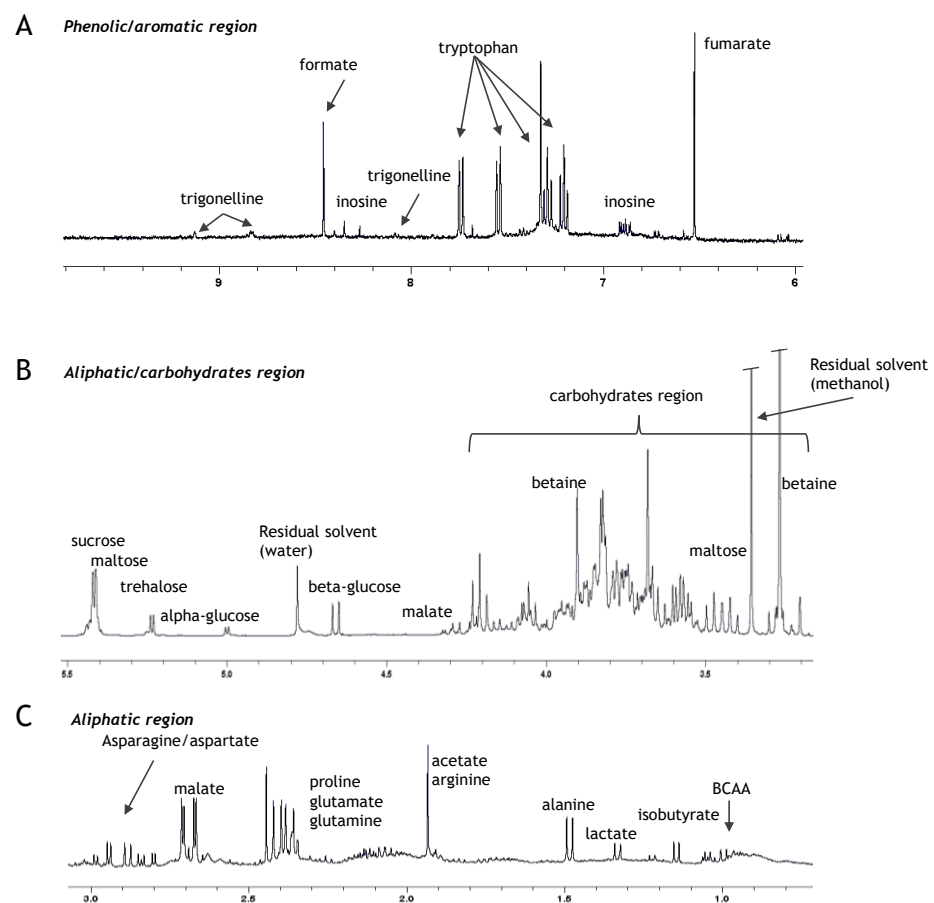 A
Phenolic/aromatic region
formate
tryptophan
fumarate
trigonelline
inosine
trigonelline
inosine
9
8
7
6
B
Aliphatic/carbohydrates region
Residual solvent
(methanol)
carbohydrates region
betaine
betaine
sucrose
maltose
trehalose
alpha-glucose
Residual solvent
(water)
beta-glucose
malate
maltose
5.5
5.0
4.5
4.0
3.5
C
Aliphatic region
Asparagine/aspartate
malate
proline
glutamate
glutamine
acetate
arginine
alanine
lactate
isobutyrate
BCAA
3.0
2.0
1.5
1.0